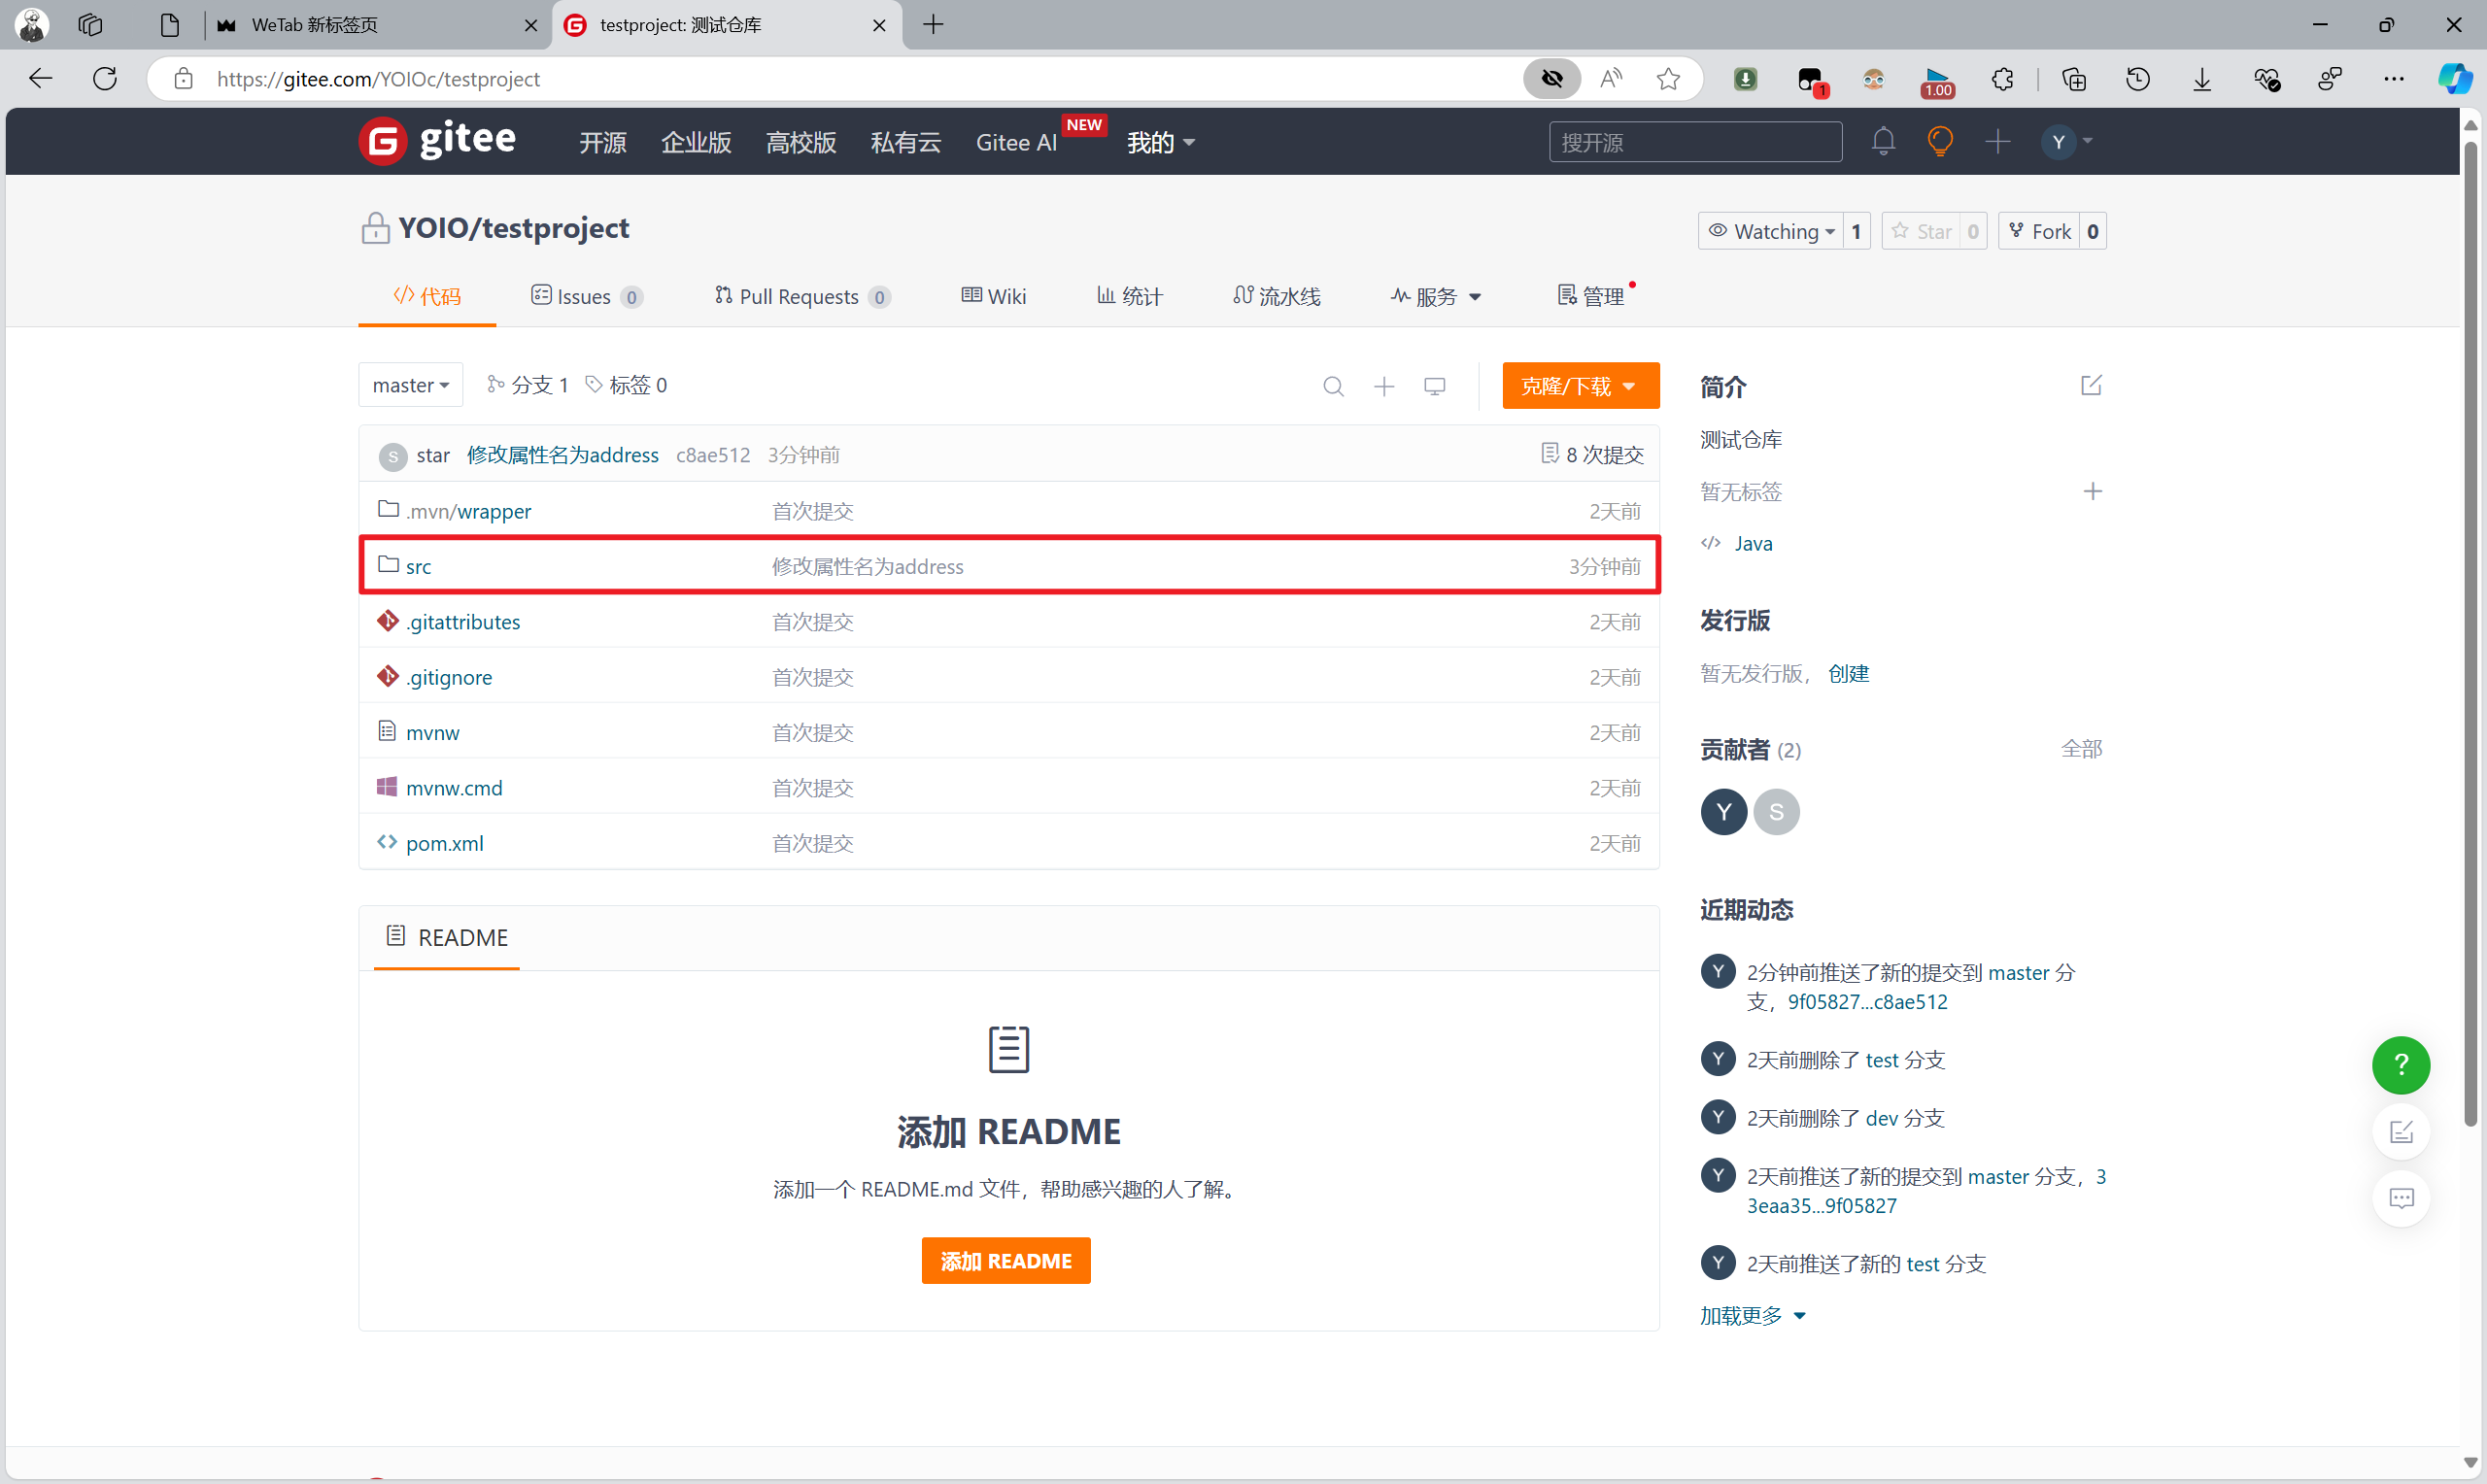 WeTab 新标签页
testproject: 测试仓库
https://gitee.com/YOIOc/testproject
1
1.00
gitee
开源 企业版 高校版 私有云 Gitee AI NEW 我的
搜开源
Y
YOIO/testproject
Watching 1 Star 0 Fork 0
代码 Issues 0 Pull Requests 0 Wiki 统计 流水线 服务 管理
master 分支 1 标签 0 克隆/下载
S star 修改属性名为address c8ae512 3分钟前 8 次提交
.mvn/wrapper 首次提交 2天前
src 修改属性名为address 3分钟前
.gitattributes 首次提交 2天前
.gitignore 首次提交 2天前
mvnw 首次提交 2天前
mvnw.cmd 首次提交 2天前
pom.xml 首次提交 2天前
README
添加 README
添加一个 README.md 文件，帮助感兴趣的人了解。
添加 README
简介
测试仓库
暂无标签
Java
发行版
暂无发行版， 创建
贡献者 (2) 全部
Y S
近期动态
Y 2分钟前推送了新的提交到 master 分
支，9f05827...c8ae512
Y 2天前删除了 test 分支
Y 2天前删除了 dev 分支
Y 2天前推送了新的提交到 master 分支，3
3eaa35...9f05827
Y 2天前推送了新的 test 分支
加载更多
?